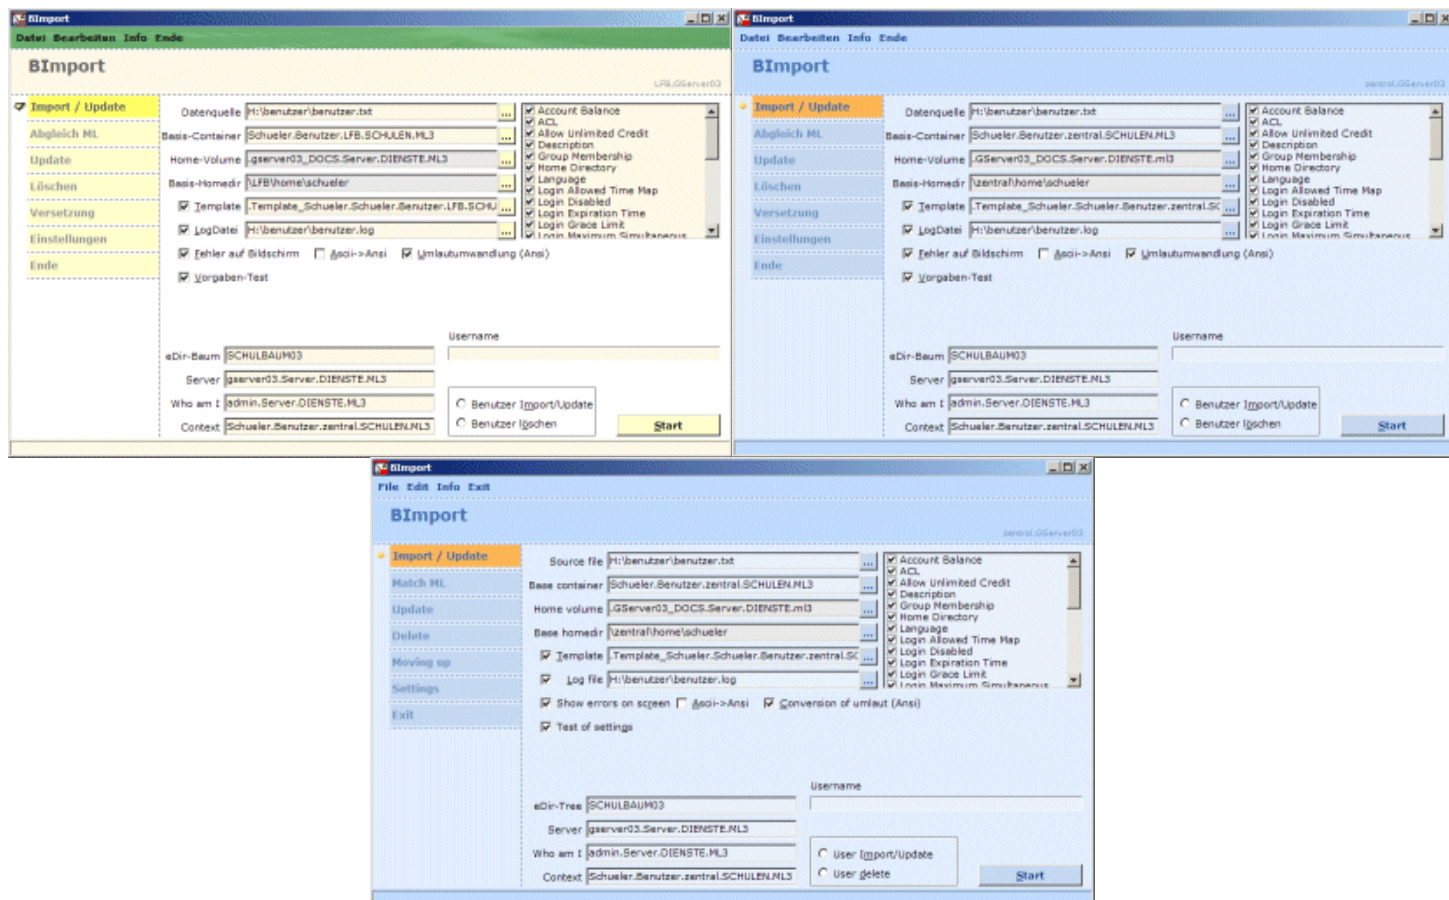 BImport
Datei Bearbeiten Info Ende
BImport
LFB.GServer03
Import / Update
Abgleich ML
Update
Löschen
Versetzung
Einstellungen
Ende
Datenquelle H:\benutzer\benutzer.txt ...
Basis-Container Schueler.Benutzer.LFB.SCHULEN.ML3 ...
Home-Volume .gserver03_DOCS.Server.DIENSTE.ML3 ...
Basis-Homedir \LFB\home\schueler ...
Template .Template_Schueler.Schueler.Benutzer.LFB.SCHU ...
LogDatei H:\benutzer\benutzer.log ...
Account Balance
ACL
Allow Unlimited Credit
Description
Group Membership
Home Directory
Language
Login Allowed Time Map
Login Disabled
Login Expiration Time
Login Grace Limit
Login Maximum Simultaneous
Fehler auf Bildschirm Ascii->Ansi Umlautumwandlung (Ansi)
Vorgaben-Test
Username
eDir-Baum SCHULBAUM03
Server gserver03.Server.DIENSTE.ML3
Who am I admin.Server.DIENSTE.ML3
Context Schueler.Benutzer.zentral.SCHULEN.ML3
Benutzer Import/Update
Benutzer löschen
Start
BImport
Datei Bearbeiten Info Ende
BImport
zentral.GServer03
Import / Update
Abgleich ML
Update
Löschen
Versetzung
Einstellungen
Ende
Datenquelle H:\benutzer\benutzer.txt ...
Basis-Container Schueler.Benutzer.zentral.SCHULEN.ML3 ...
Home-Volume .GServer03_DOCS.Server.DIENSTE.ml3 ...
Basis-Homedir \zentral\home\schueler ...
Template .Template_Schueler.Schueler.Benutzer.zentral.SC ...
LogDatei H:\benutzer\benutzer.log ...
Account Balance
ACL
Allow Unlimited Credit
Description
Group Membership
Home Directory
Language
Login Allowed Time Map
Login Disabled
Login Expiration Time
Login Grace Limit
Login Maximum Simultaneous
Fehler auf Bildschirm Ascii->Ansi Umlautumwandlung (Ansi)
Vorgaben-Test
Username
eDir-Baum SCHULBAUM03
Server gserver03.Server.DIENSTE.ML3
Who am I admin.Server.DIENSTE.ML3
Context Schueler.Benutzer.zentral.SCHULEN.ML3
Benutzer Import/Update
Benutzer löschen
Start
BImport
File Edit Info Exit
BImport
zentral.GServer03
Import / Update
Match ML
Update
Delete
Moving up
Settings
Exit
Source file H:\benutzer\benutzer.txt ...
Base container Schueler.Benutzer.zentral.SCHULEN.ML3 ...
Home volume .GServer03_DOCS.Server.DIENSTE.ml3 ...
Base homedir \zentral\home\schueler ...
Template .Template_Schueler.Schueler.Benutzer.zentral.SC ...
Log file H:\benutzer\benutzer.log ...
Account Balance
ACL
Allow Unlimited Credit
Description
Group Membership
Home Directory
Language
Login Allowed Time Map
Login Disabled
Login Expiration Time
Login Grace Limit
Login Maximum Simultaneous
Show errors on screen Ascii->Ansi Conversion of umlaut (Ansi)
Test of settings
Username
eDir-Tree SCHULBAUM03
Server gserver03.Server.DIENSTE.ML3
Who am I admin.Server.DIENSTE.ML3
Context Schueler.Benutzer.zentral.SCHULEN.ML3
User Import/Update
User delete
Start